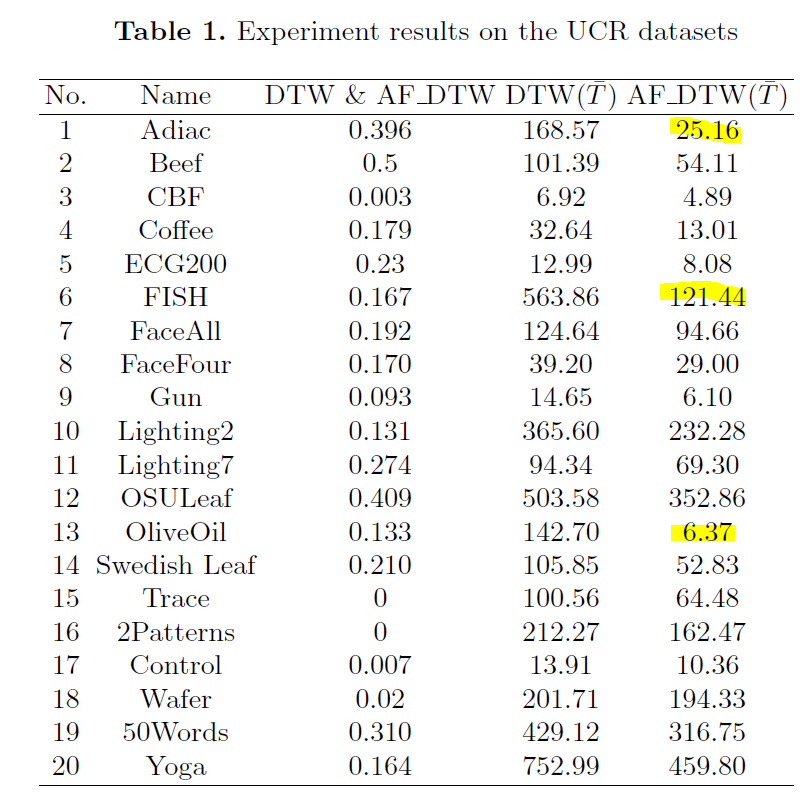 Table 1. Experiment results on the UCR datasets
No. Name DTW & AF_DTW DTW(T̄) AF_DTW(T̄)
1 Adiac 0.396 168.57 25.16
2 Beef 0.5 101.39 54.11
3 CBF 0.003 6.92 4.89
4 Coffee 0.179 32.64 13.01
5 ECG200 0.23 12.99 8.08
6 FISH 0.167 563.86 121.44
7 FaceAll 0.192 124.64 94.66
8 FaceFour 0.170 39.20 29.00
9 Gun 0.093 14.65 6.10
10 Lighting2 0.131 365.60 232.28
11 Lighting7 0.274 94.34 69.30
12 OSULeaf 0.409 503.58 352.86
13 OliveOil 0.133 142.70 6.37
14 Swedish Leaf 0.210 105.85 52.83
15 Trace 0 100.56 64.48
16 2Patterns 0 212.27 162.47
17 Control 0.007 13.91 10.36
18 Wafer 0.02 201.71 194.33
19 50Words 0.310 429.12 316.75
20 Yoga 0.164 752.99 459.80